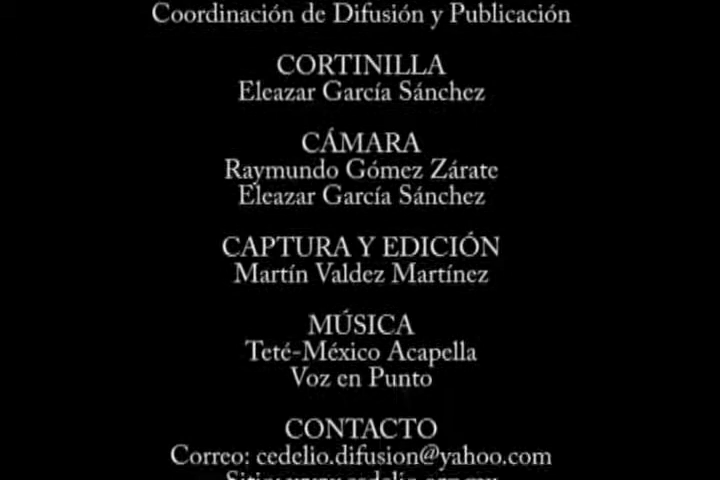 Coordinación de Difusión y Publicación
CORTINILLA
Eleazar García Sánchez
CÁMARA
Raymundo Gómez Zárate
Eleazar García Sánchez
CAPTURA Y EDICIÓN
Martín Valdez Martínez
MÚSICA
Teté-México Acapella
Voz en Punto
CONTACTO
Correo: cedelio.difusion@yahoo.com